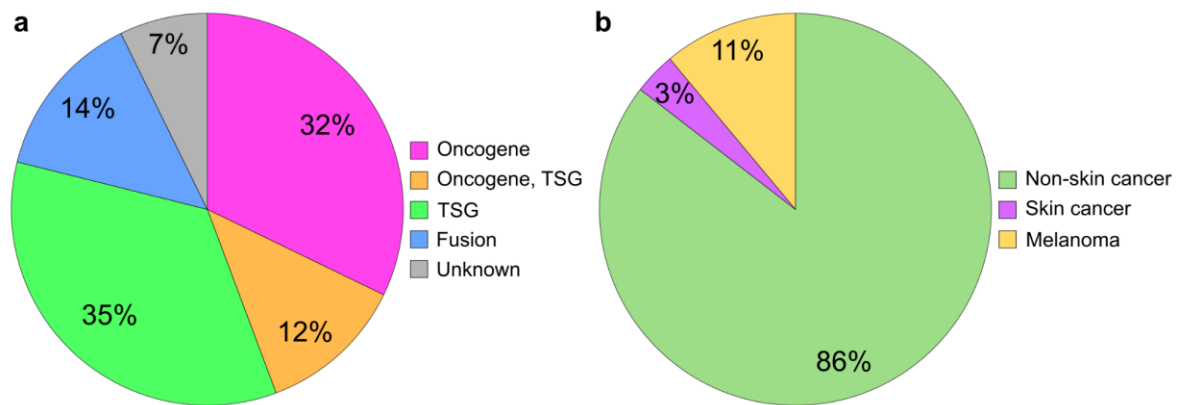 a
7%
14%
32%
35%
12%
Oncogene
Oncogene, TSG
TSG
Fusion
Unknown
b
11%
3%
86%
Non-skin cancer
Skin cancer
Melanoma